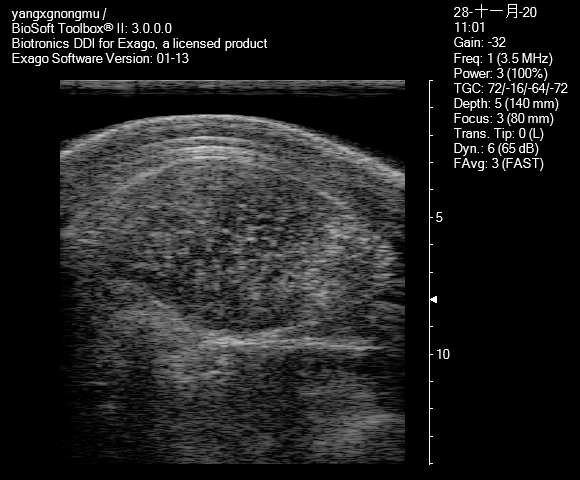 yangxgnongmu /
BioSoft Toolbox® II: 3.0.0.0
Biotronics DDI for Exago, a licensed product
Exago Software Version: 01-13
28-十一月-20
11:01
Gain: -32
Freq: 1 (3.5 MHz)
Power: 3 (100%)
TGC: 72/-16/-64/-72
Depth: 5 (140 mm)
Focus: 3 (80 mm)
Trans. Tip: 0 (L)
Dyn.: 6 (65 dB)
FAvg: 3 (FAST)
5
10